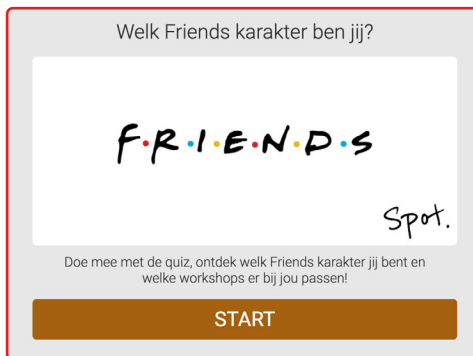 Welk Friends karakter ben jij?
F•R•I•E•N•D•S
Spot.
Doe mee met de quiz, ontdek welk Friends karakter jij bent en
welke workshops er bij jou passen!
START